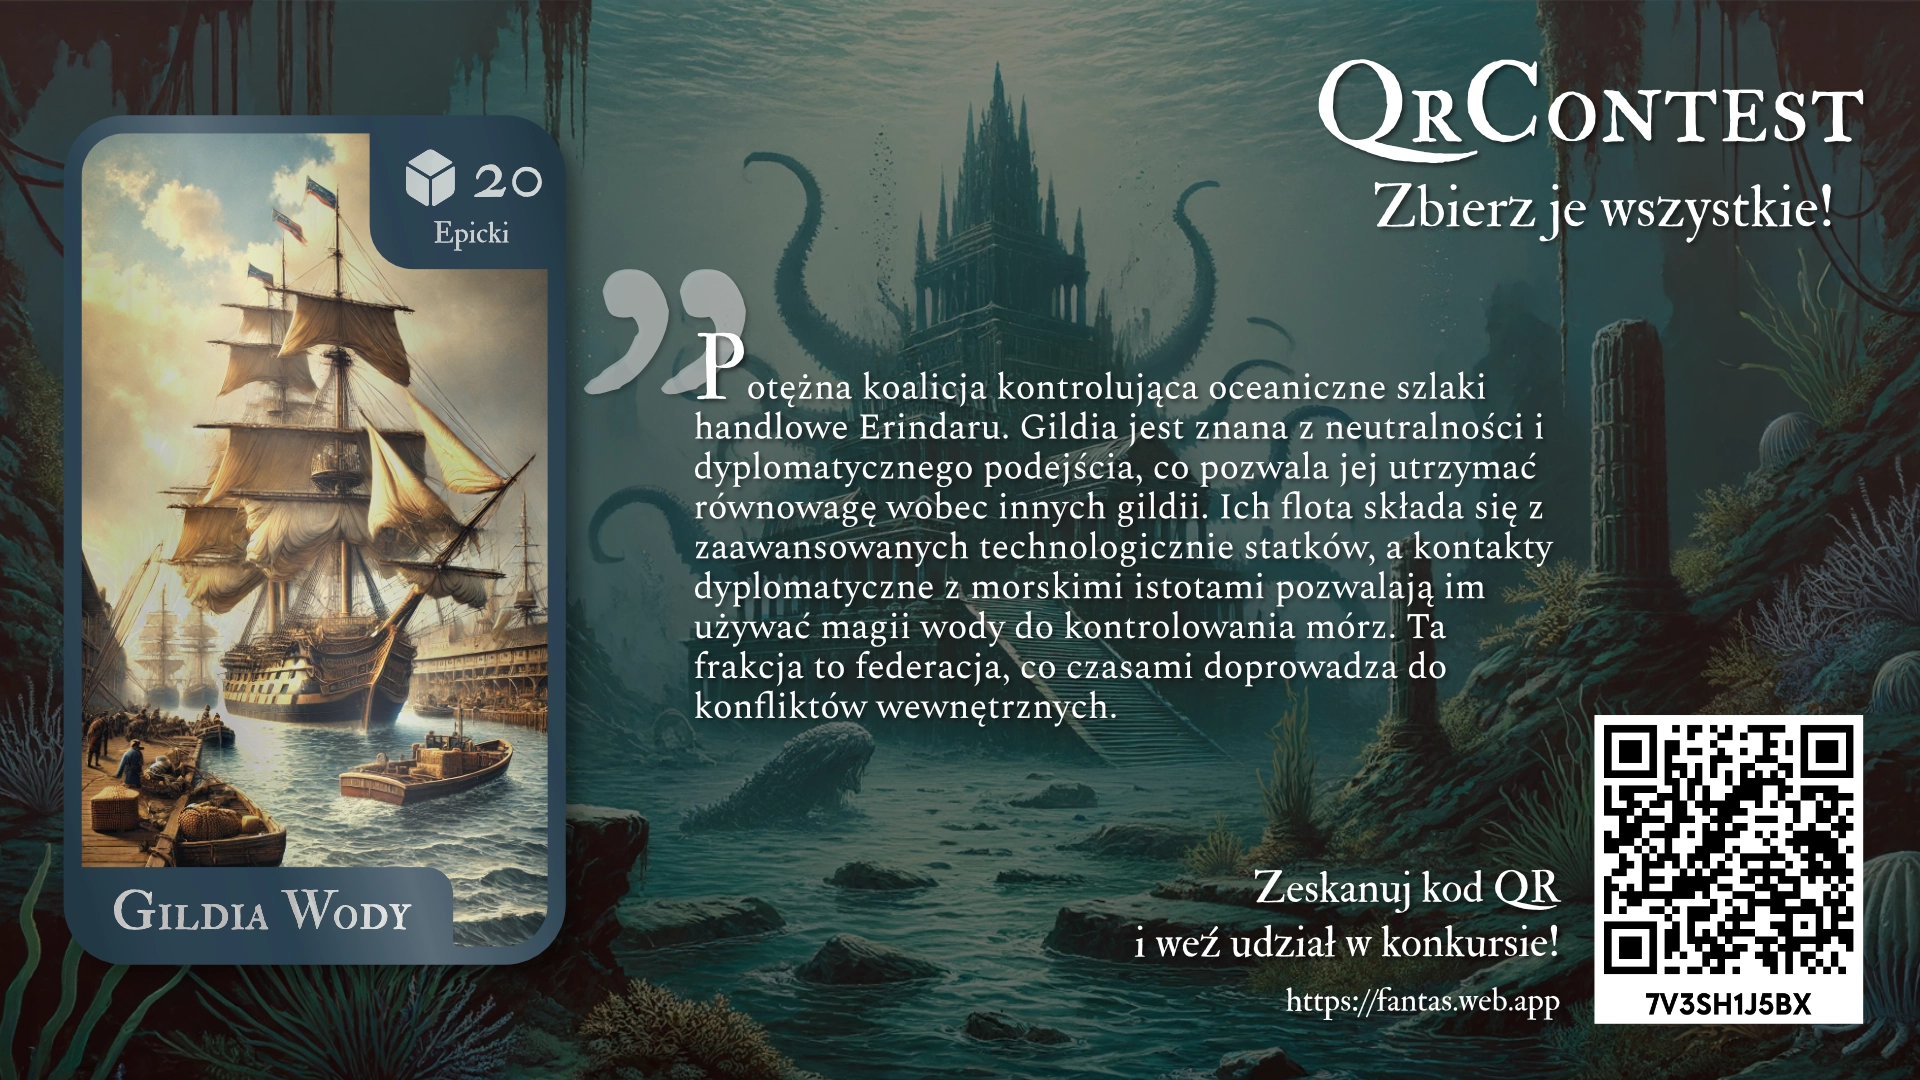 QrContest
Zbierz je wszystkie!
20
Epicki
”
Potężna koalicja kontrolująca oceaniczne szlaki
handlowe Erindaru. Gildia jest znana z neutralności i
dyplomatycznego podejścia, co pozwala jej utrzymać
równowagę wobec innych gildii. Ich flota składa się z
zaawansowanych technologicznie statków, a kontakty
dyplomatyczne z morskimi istotami pozwalają im
używać magii wody do kontrolowania mórz. Ta
frakcja to federacja, co czasami doprowadza do
konfliktów wewnętrznych.
Gildia Wody
Zeskanuj kod QR
i weź udział w konkursie!
https://fantas.web.app
7V3SH1J5BX